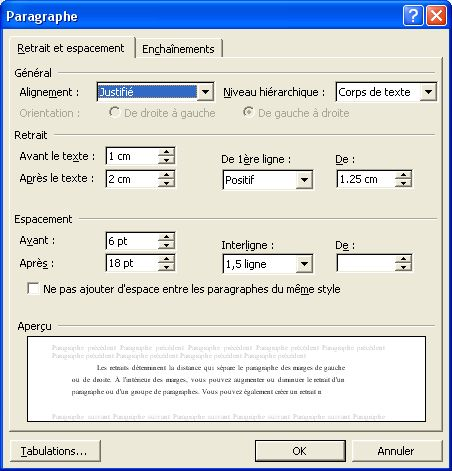 Paragraphe
Retrait et espacement Enchaînements
Général
Alignement : Justifié Niveau hiérarchique : Corps de texte
Orientation : De droite à gauche De gauche à droite
Retrait
Avant le texte : 1 cm De 1ère ligne : De :
Après le texte : 2 cm Positif 1.25 cm
Espacement
Avant : 6 pt Interligne : De :
Après : 18 pt 1,5 ligne
Ne pas ajouter d'espace entre les paragraphes du même style
Aperçu
Paragraphe précédent Paragraphe précédent Paragraphe précédent Paragraphe précédent
Paragraphe précédent Paragraphe précédent Paragraphe précédent
Les retraits déterminent la distance qui sépare le paragraphe des marges de gauche
ou de droite. A l'intérieur des marges, vous pouvez augmenter ou diminuer le retrait d'un
paragraphe ou d'un groupe de paragraphes. Vous pouvez également créer un retrait n
Paragraphe suivant Paragraphe suivant Paragraphe suivant Paragraphe suivant Paragraphe
Tabulations... OK Annuler